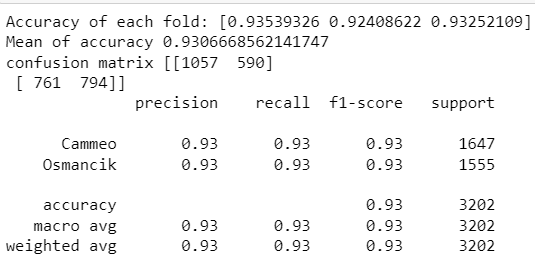 Accuracy of each fold: [0.93539326 0.92408622 0.93252109]
Mean of accuracy 0.9306668562141747
confusion matrix [[1057  590]
 [ 761  794]]
              precision    recall  f1-score   support

      Cammeo       0.93      0.93      0.93      1647
    Osmancik       0.93      0.93      0.93      1555

    accuracy                           0.93      3202
   macro avg       0.93      0.93      0.93      3202
weighted avg       0.93      0.93      0.93      3202